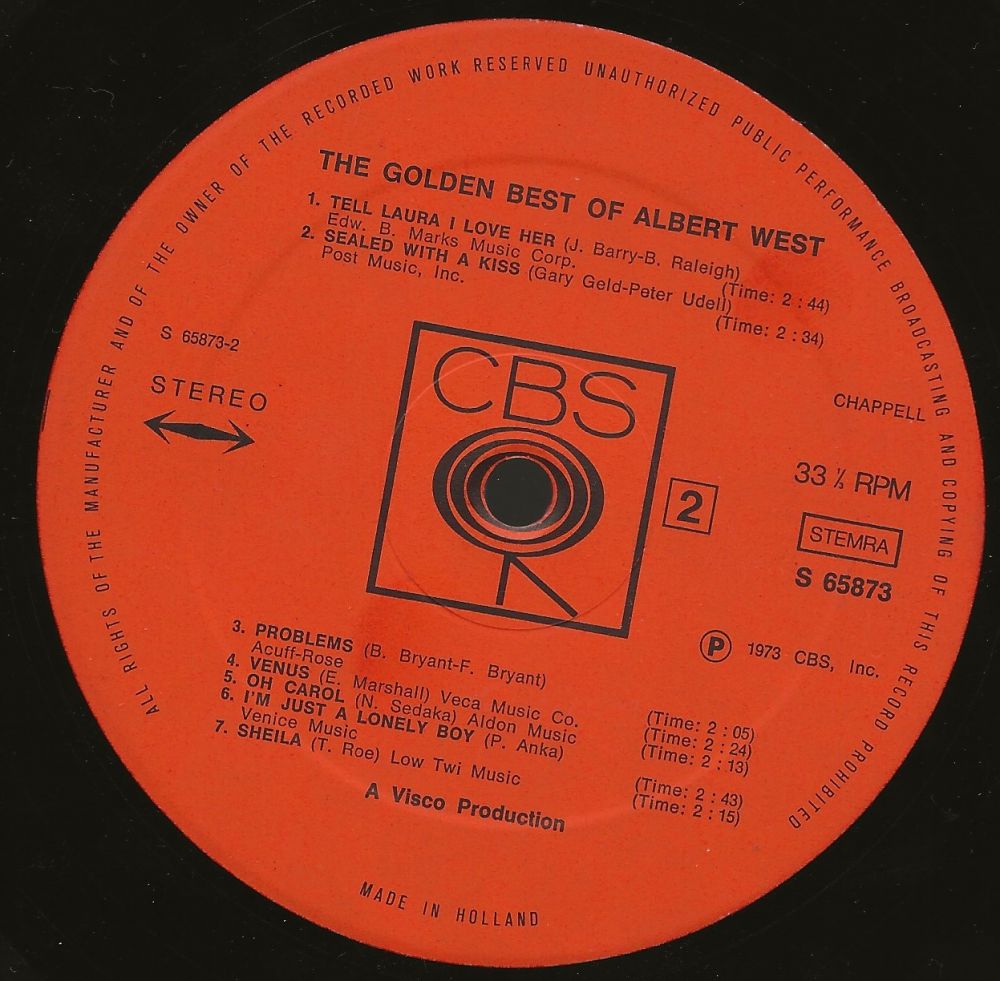 ALL RIGHTS OF THE MANUFACTURER AND OF THE OWNER OF THE RECORDED WORK RESERVED UNAUTHORIZED PUBLIC PERFORMANCE BROADCASTING AND COPYING OF THIS RECORD PROHIBITED
THE GOLDEN BEST OF ALBERT WEST
1. TELL LAURA I LOVE HER (J. Barry-B. Raleigh)
Edw. B. Marks Music Corp. (Time: 2:44)
2. SEALED WITH A KISS (Gary Geld-Peter Udell)
Post Music, Inc. (Time: 2:34)
S 65873-2
STEREO
CBS
2
CHAPPELL
33 1/3 RPM
STEMRA
S 65873
Ⓟ 1973 CBS, Inc.
3. PROBLEMS (B. Bryant-F. Bryant)
Acuff-Rose (Time: 2:05)
4. VENUS (E. Marshall) Veca Music Co. (Time: 2:24)
5. OH CAROL (N. Sedaka) Aldon Music (Time: 2:13)
6. I'M JUST A LONELY BOY (P. Anka)
Venice Music (Time: 2:43)
7. SHEILA (T. Roe) Low Twi Music (Time: 2:15)
A Visco Production
MADE IN HOLLAND